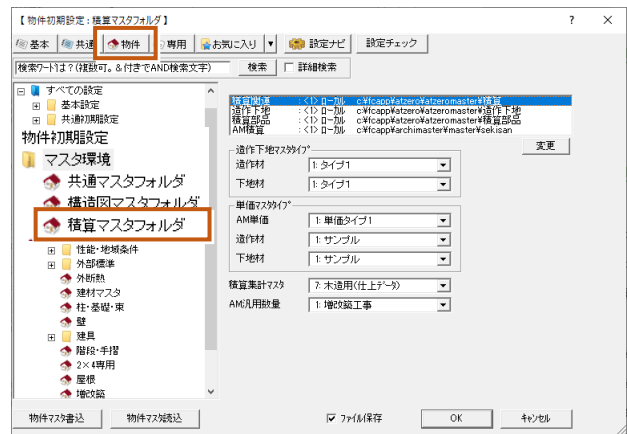 【 物件初期設定 : 積算マスタフォルダ 】
? ×
基本 共通 物件 専用 お気に入り ▼ 設定ナビ 設定チェック
検索ワードは?(複数可。&付きでAND検索文字) 検索 詳細検索
すべての設定
基本設定
共通初期設定
物件初期設定
マスタ環境
共通マスタフォルダ
構造図マスタフォルダ
積算マスタフォルダ
性能・地域条件
外部標準
外断熱
建材マスタ
柱・基礎・束
壁
建具
階段・手摺
2×4専用
屋根
増改築
積算関連 : <1> ローカル c:¥fcapp¥atzero¥atzeromaster¥積算
造作下地 : <1> ローカル c:¥fcapp¥atzero¥atzeromaster¥造作下地
積算部品 : <1> ローカル c:¥fcapp¥atzero¥atzeromaster¥積算部品
AM積算 : <1> ローカル c:¥fcapp¥archimaster¥master¥sekisan
変更
造作下地マスタタイプ
造作材 1: タイプ1
下地材 1: タイプ1
単価マスタタイプ
AM単価 1: 単価タイプ1
造作材 1: サンプル
下地材 1: サンプル
積算集計マスタ 7: 木造用(仕上データ)
AM汎用数量 1: 増改築工事
物件マスタ書込 物件マスタ読込 ファイル保存 OK キャンセル